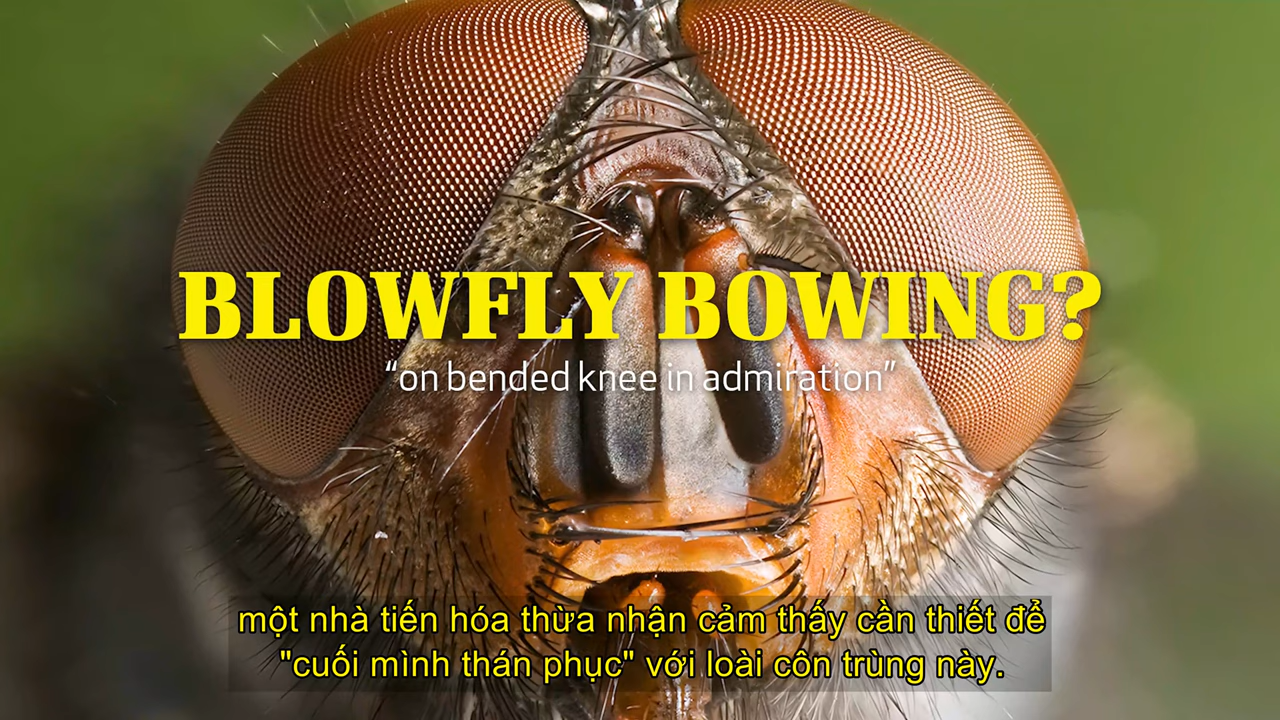 BLOWFLY BOWING?
“on bended knee in admiration”
một nhà tiến hóa thừa nhận cảm thấy cần thiết để
"cuối mình thán phục" với loài côn trùng này.